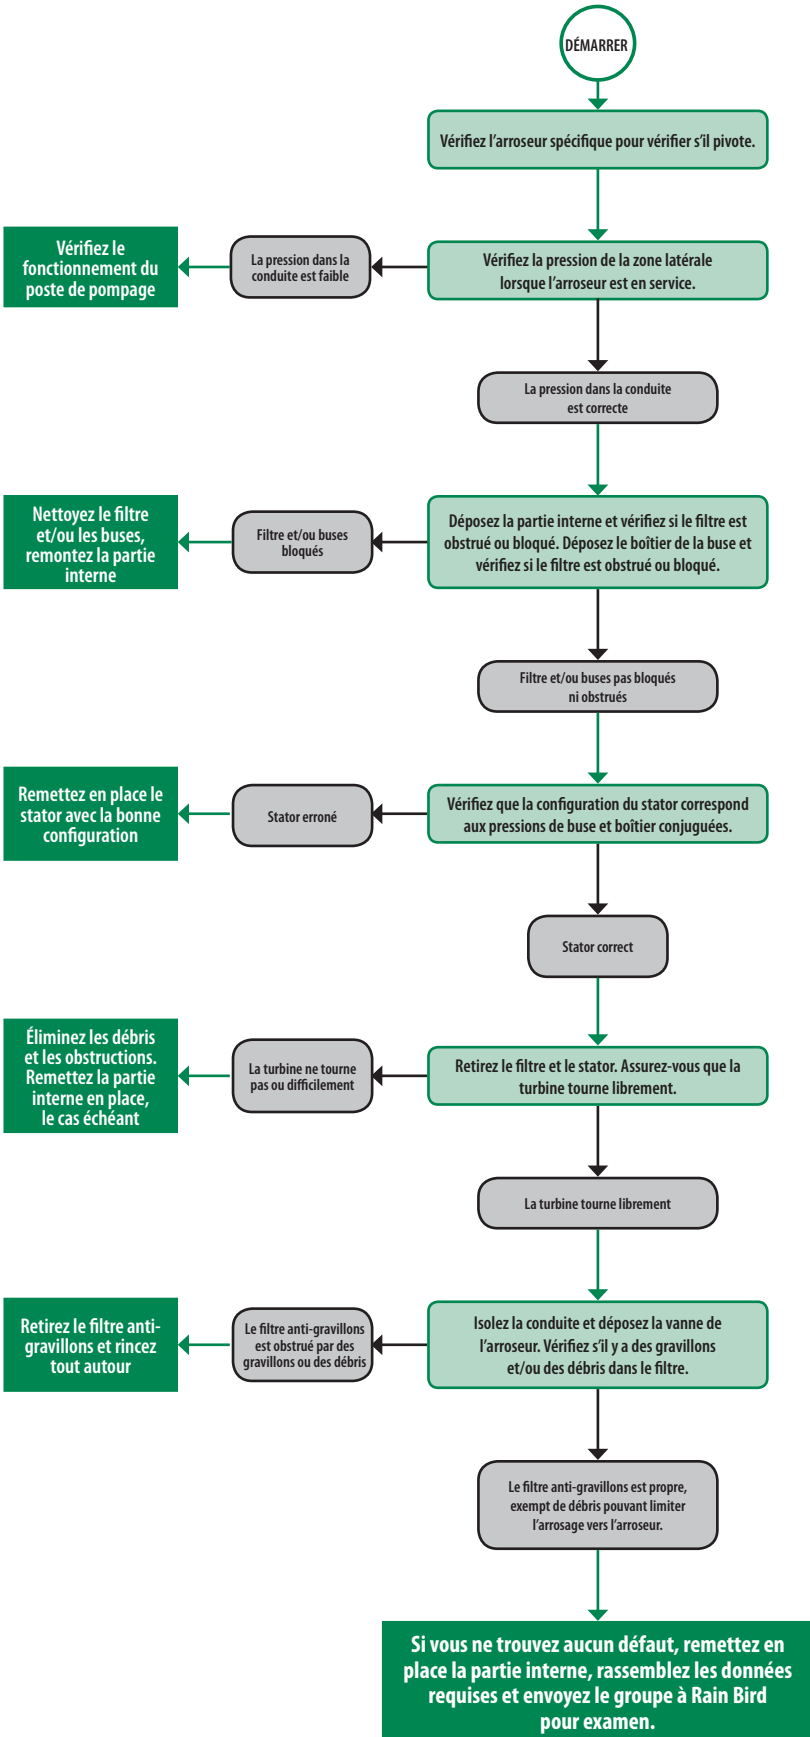 DÉMARRER
Vérifiez l’arroseur spécifique pour vérifier s’il pivote.
Vérifiez la pression de la zone latérale
lorsque l’arroseur est en service.
La pression dans la
conduite est faible
Vérifiez le
fonctionnement du
poste de pompage
La pression dans la conduite
est correcte
Déposez la partie interne et vérifiez si le filtre est
obstrué ou bloqué. Déposez le boîtier de la buse et
vérifiez si le filtre est obstrué ou bloqué.
Filtre et/ou buses
bloqués
Nettoyez le filtre
et/ou les buses,
remontez la partie
interne
Filtre et/ou buses pas bloqués
ni obstrués
Vérifiez que la configuration du stator correspond
aux pressions de buse et boîtier conjuguées.
Stator erroné
Remettez en place le
stator avec la bonne
configuration
Stator correct
Retirez le filtre et le stator. Assurez-vous que la
turbine tourne librement.
La turbine ne tourne
pas ou difficilement
Éliminez les débris
et les obstructions.
Remettez la partie
interne en place,
le cas échéant
La turbine tourne librement
Isolez la conduite et déposez la vanne de
l’arroseur. Vérifiez s’il y a des gravillons
et/ou des débris dans le filtre.
Le filtre anti-gravillons
est obstrué par des
gravillons ou des débris
Retirez le filtre anti-
gravillons et rincez
tout autour
Le filtre anti-gravillons est propre,
exempt de débris pouvant limiter
l’arrosage vers l’arroseur.
Si vous ne trouvez aucun défaut, remettez en
place la partie interne, rassemblez les données
requises et envoyez le groupe à Rain Bird
pour examen.